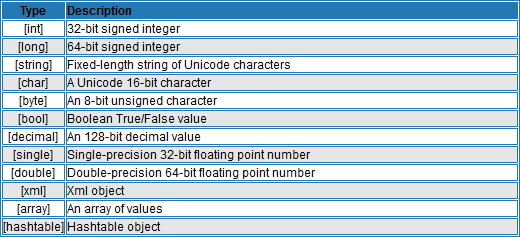 Type Description
[int] 32-bit signed integer
[long] 64-bit signed integer
[string] Fixed-length string of Unicode characters
[char] A Unicode 16-bit character
[byte] An 8-bit unsigned character
[bool] Boolean True/False value
[decimal] An 128-bit decimal value
[single] Single-precision 32-bit floating point number
[double] Double-precision 64-bit floating point number
[xml] Xml object
[array] An array of values
[hashtable] Hashtable object